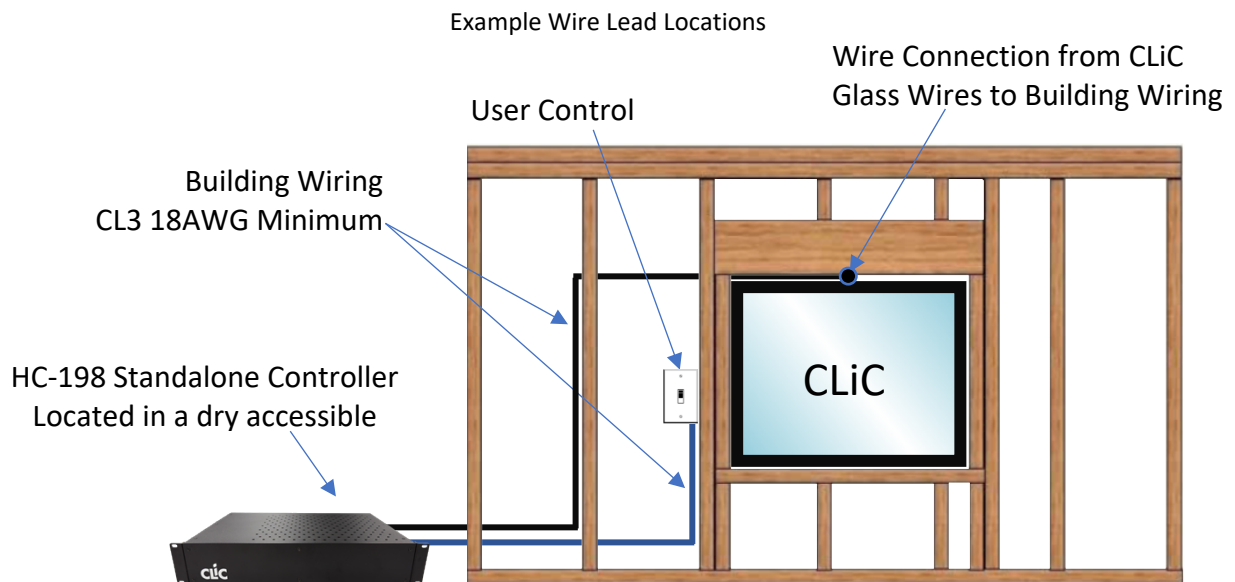 Example Wire Lead Locations
Wire Connection from CLiC
Glass Wires to Building Wiring
User Control
Building Wiring
CL3 18AWG Minimum
HC-198 Standalone Controller
Located in a dry accessible
CLiC
CLiC